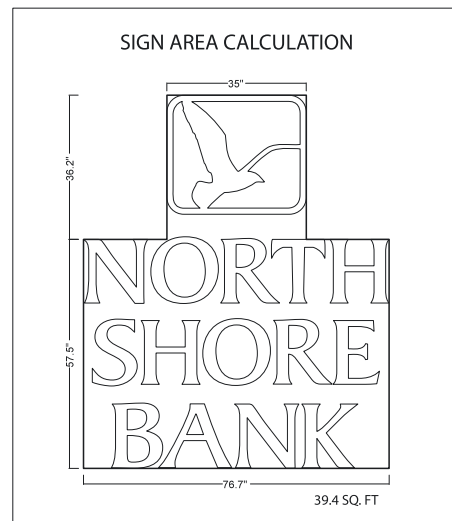 SIGN AREA CALCULATION
35"
36.2"
NORTH
57.5"
SHORE
BANK
76.7"
39.4 SQ. FT